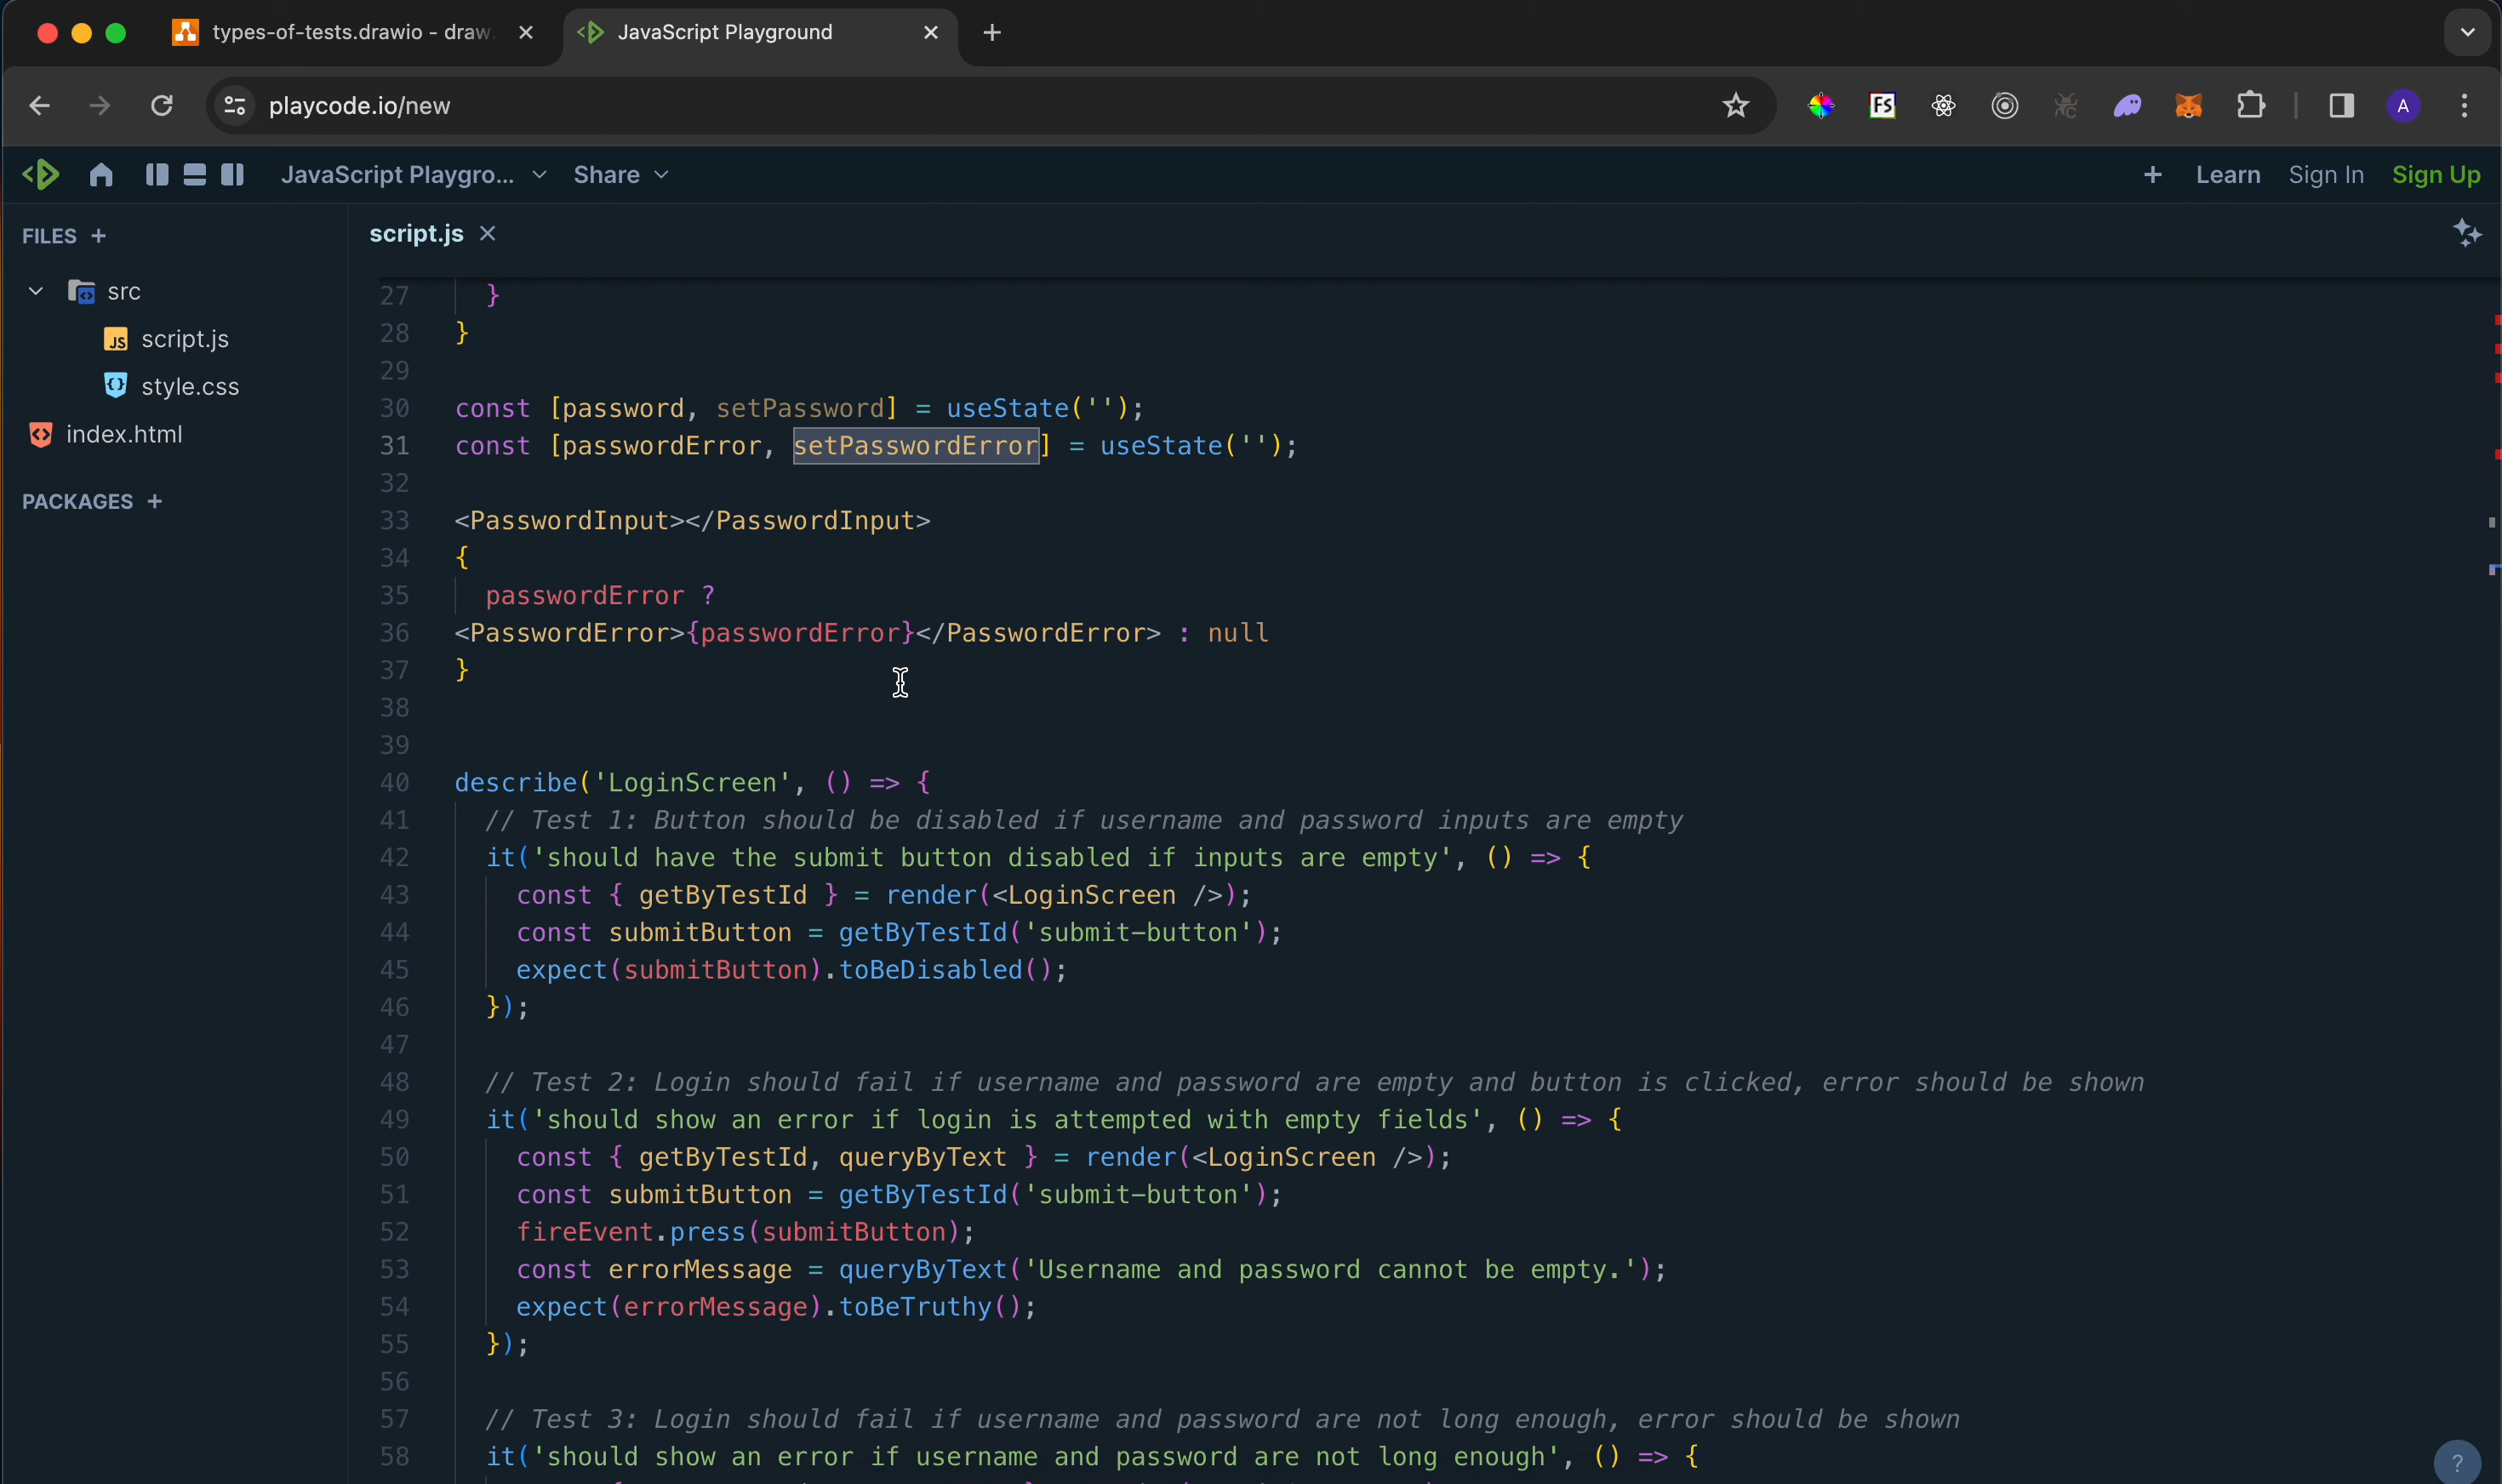 types-of-tests.drawio - draw.
JavaScript Playground
playcode.io/new
FS
A
JavaScript Playgro...
Share
+ Learn Sign In Sign Up
FILES +
script.js
src
JS script.js
style.css
index.html
PACKAGES +
27 }
28 }
29
30 const [password, setPassword] = useState('');
31 const [passwordError, setPasswordError] = useState('');
32
33 <PasswordInput></PasswordInput>
34 {
35 passwordError ?
36 <PasswordError>{passwordError}</PasswordError> : null
37 }
38
39
40 describe('LoginScreen', () => {
41 // Test 1: Button should be disabled if username and password inputs are empty
42 it('should have the submit button disabled if inputs are empty', () => {
43 const { getByTestId } = render(<LoginScreen />);
44 const submitButton = getByTestId('submit-button');
45 expect(submitButton).toBeDisabled();
46 });
47
48 // Test 2: Login should fail if username and password are empty and button is clicked, error should be shown
49 it('should show an error if login is attempted with empty fields', () => {
50 const { getByTestId, queryByText } = render(<LoginScreen />);
51 const submitButton = getByTestId('submit-button');
52 fireEvent.press(submitButton);
53 const errorMessage = queryByText('Username and password cannot be empty.');
54 expect(errorMessage).toBeTruthy();
55 });
56
57 // Test 3: Login should fail if username and password are not long enough, error should be shown
58 it('should show an error if username and password are not long enough', () => {
?